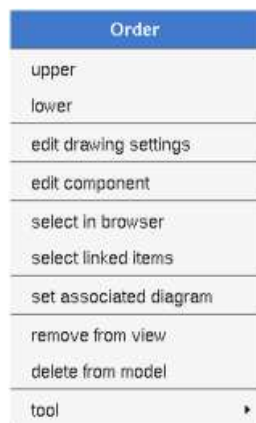 Order
upper
lower
edit drawing settings
edit component
select in browser
select linked items
set associated diagram
remove from view
delete from model
tool